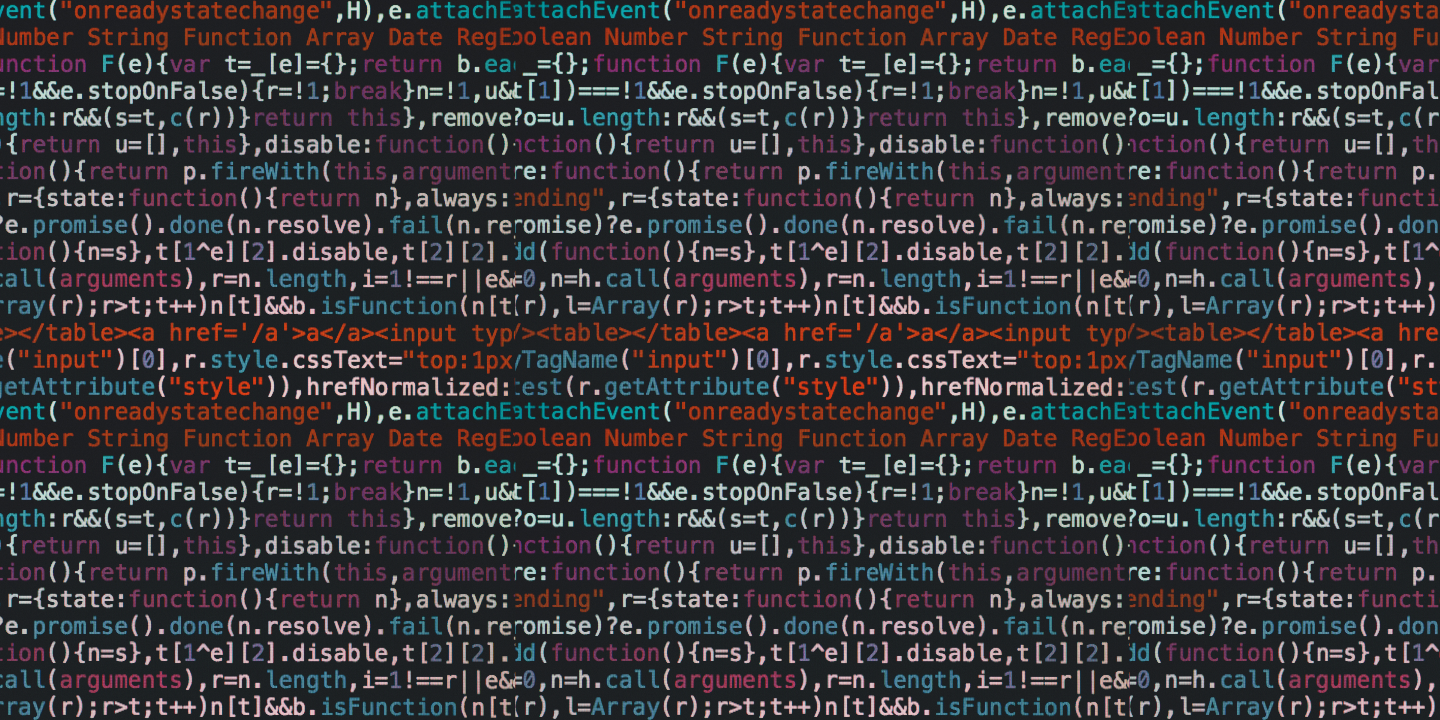 vent("onreadystatechange",H),e.attachEattachEvent("onreadystatechange",H),e.attachEattachEvent("onreadysta
Number String Function Array Date RegEoolean Number String Function Array Date RegEoolean Number String Fu
unction F(e){var t=_[e]={};return b.ea _={};function F(e){var t=_[e]={};return b.ea _={};function F(e){var
=!1&&e.stopOnFalse){r=!1;break}n=!1,u&t[1])===!1&&e.stopOnFalse){r=!1;break}n=!1,u&t[1])===!1&&e.stopOnFal
ngth:r&&(s=t,c(r))}return this},remove?o=u.length:r&&(s=t,c(r))}return this},remove?o=u.length:r&&(s=t,c(r
){return u=[],this},disable:function()nction(){return u=[],this},disable:function()nction(){return u=[],th
tion(){return p.fireWith(this,argumentre:function(){return p.fireWith(this,argumentre:function(){return p.
r={state:function(){return n},always:ending",r={state:function(){return n},always:ending",r={state:functi
?e.promise().done(n.resolve).fail(n.reromise)?e.promise().done(n.resolve).fail(n.reromise)?e.promise().don
tion(){n=s},t[1^e][2].disable,t[2][2].dd(function(){n=s},t[1^e][2].disable,t[2][2].dd(function(){n=s},t[1^
call(arguments),r=n.length,i=1!==r||e&0,n=h.call(arguments),r=n.length,i=1!==r||e&0,n=h.call(arguments),
rray(r);r>t;t++)n[t]&&b.isFunction(n[t(r),l=Array(r);r>t;t++)n[t]&&b.isFunction(n[t(r),l=Array(r);r>t;t++)
e></table><a href='/a'>a</a><input typ/><table></table><a href='/a'>a</a><input typ/><table></table><a hre
e("input")[0],r.style.cssText="top:1px/TagName("input")[0],r.style.cssText="top:1px/TagName("input")[0],r.
getAttribute("style")),hrefNormalized:est(r.getAttribute("style")),hrefNormalized:est(r.getAttribute("st
vent("onreadystatechange",H),e.attachEattachEvent("onreadystatechange",H),e.attachEattachEvent("onreadysta
Number String Function Array Date RegEoolean Number String Function Array Date RegEoolean Number String Fu
unction F(e){var t=_[e]={};return b.ea _={};function F(e){var t=_[e]={};return b.ea _={};function F(e){var
=!1&&e.stopOnFalse){r=!1;break}n=!1,u&t[1])===!1&&e.stopOnFalse){r=!1;break}n=!1,u&t[1])===!1&&e.stopOnFal
ngth:r&&(s=t,c(r))}return this},remove?o=u.length:r&&(s=t,c(r))}return this},remove?o=u.length:r&&(s=t,c(r
){return u=[],this},disable:function()nction(){return u=[],this},disable:function()nction(){return u=[],th
tion(){return p.fireWith(this,argumentre:function(){return p.fireWith(this,argumentre:function(){return p.
r={state:function(){return n},always:ending",r={state:function(){return n},always:ending",r={state:functi
?e.promise().done(n.resolve).fail(n.reromise)?e.promise().done(n.resolve).fail(n.reromise)?e.promise().don
tion(){n=s},t[1^e][2].disable,t[2][2].dd(function(){n=s},t[1^e][2].disable,t[2][2].dd(function(){n=s},t[1^
call(arguments),r=n.length,i=1!==r||e&0,n=h.call(arguments),r=n.length,i=1!==r||e&0,n=h.call(arguments),
rray(r);r>t;t++)n[t]&&b.isFunction(n[t(r),l=Array(r);r>t;t++)n[t]&&b.isFunction(n[t(r),l=Array(r);r>t;t++)